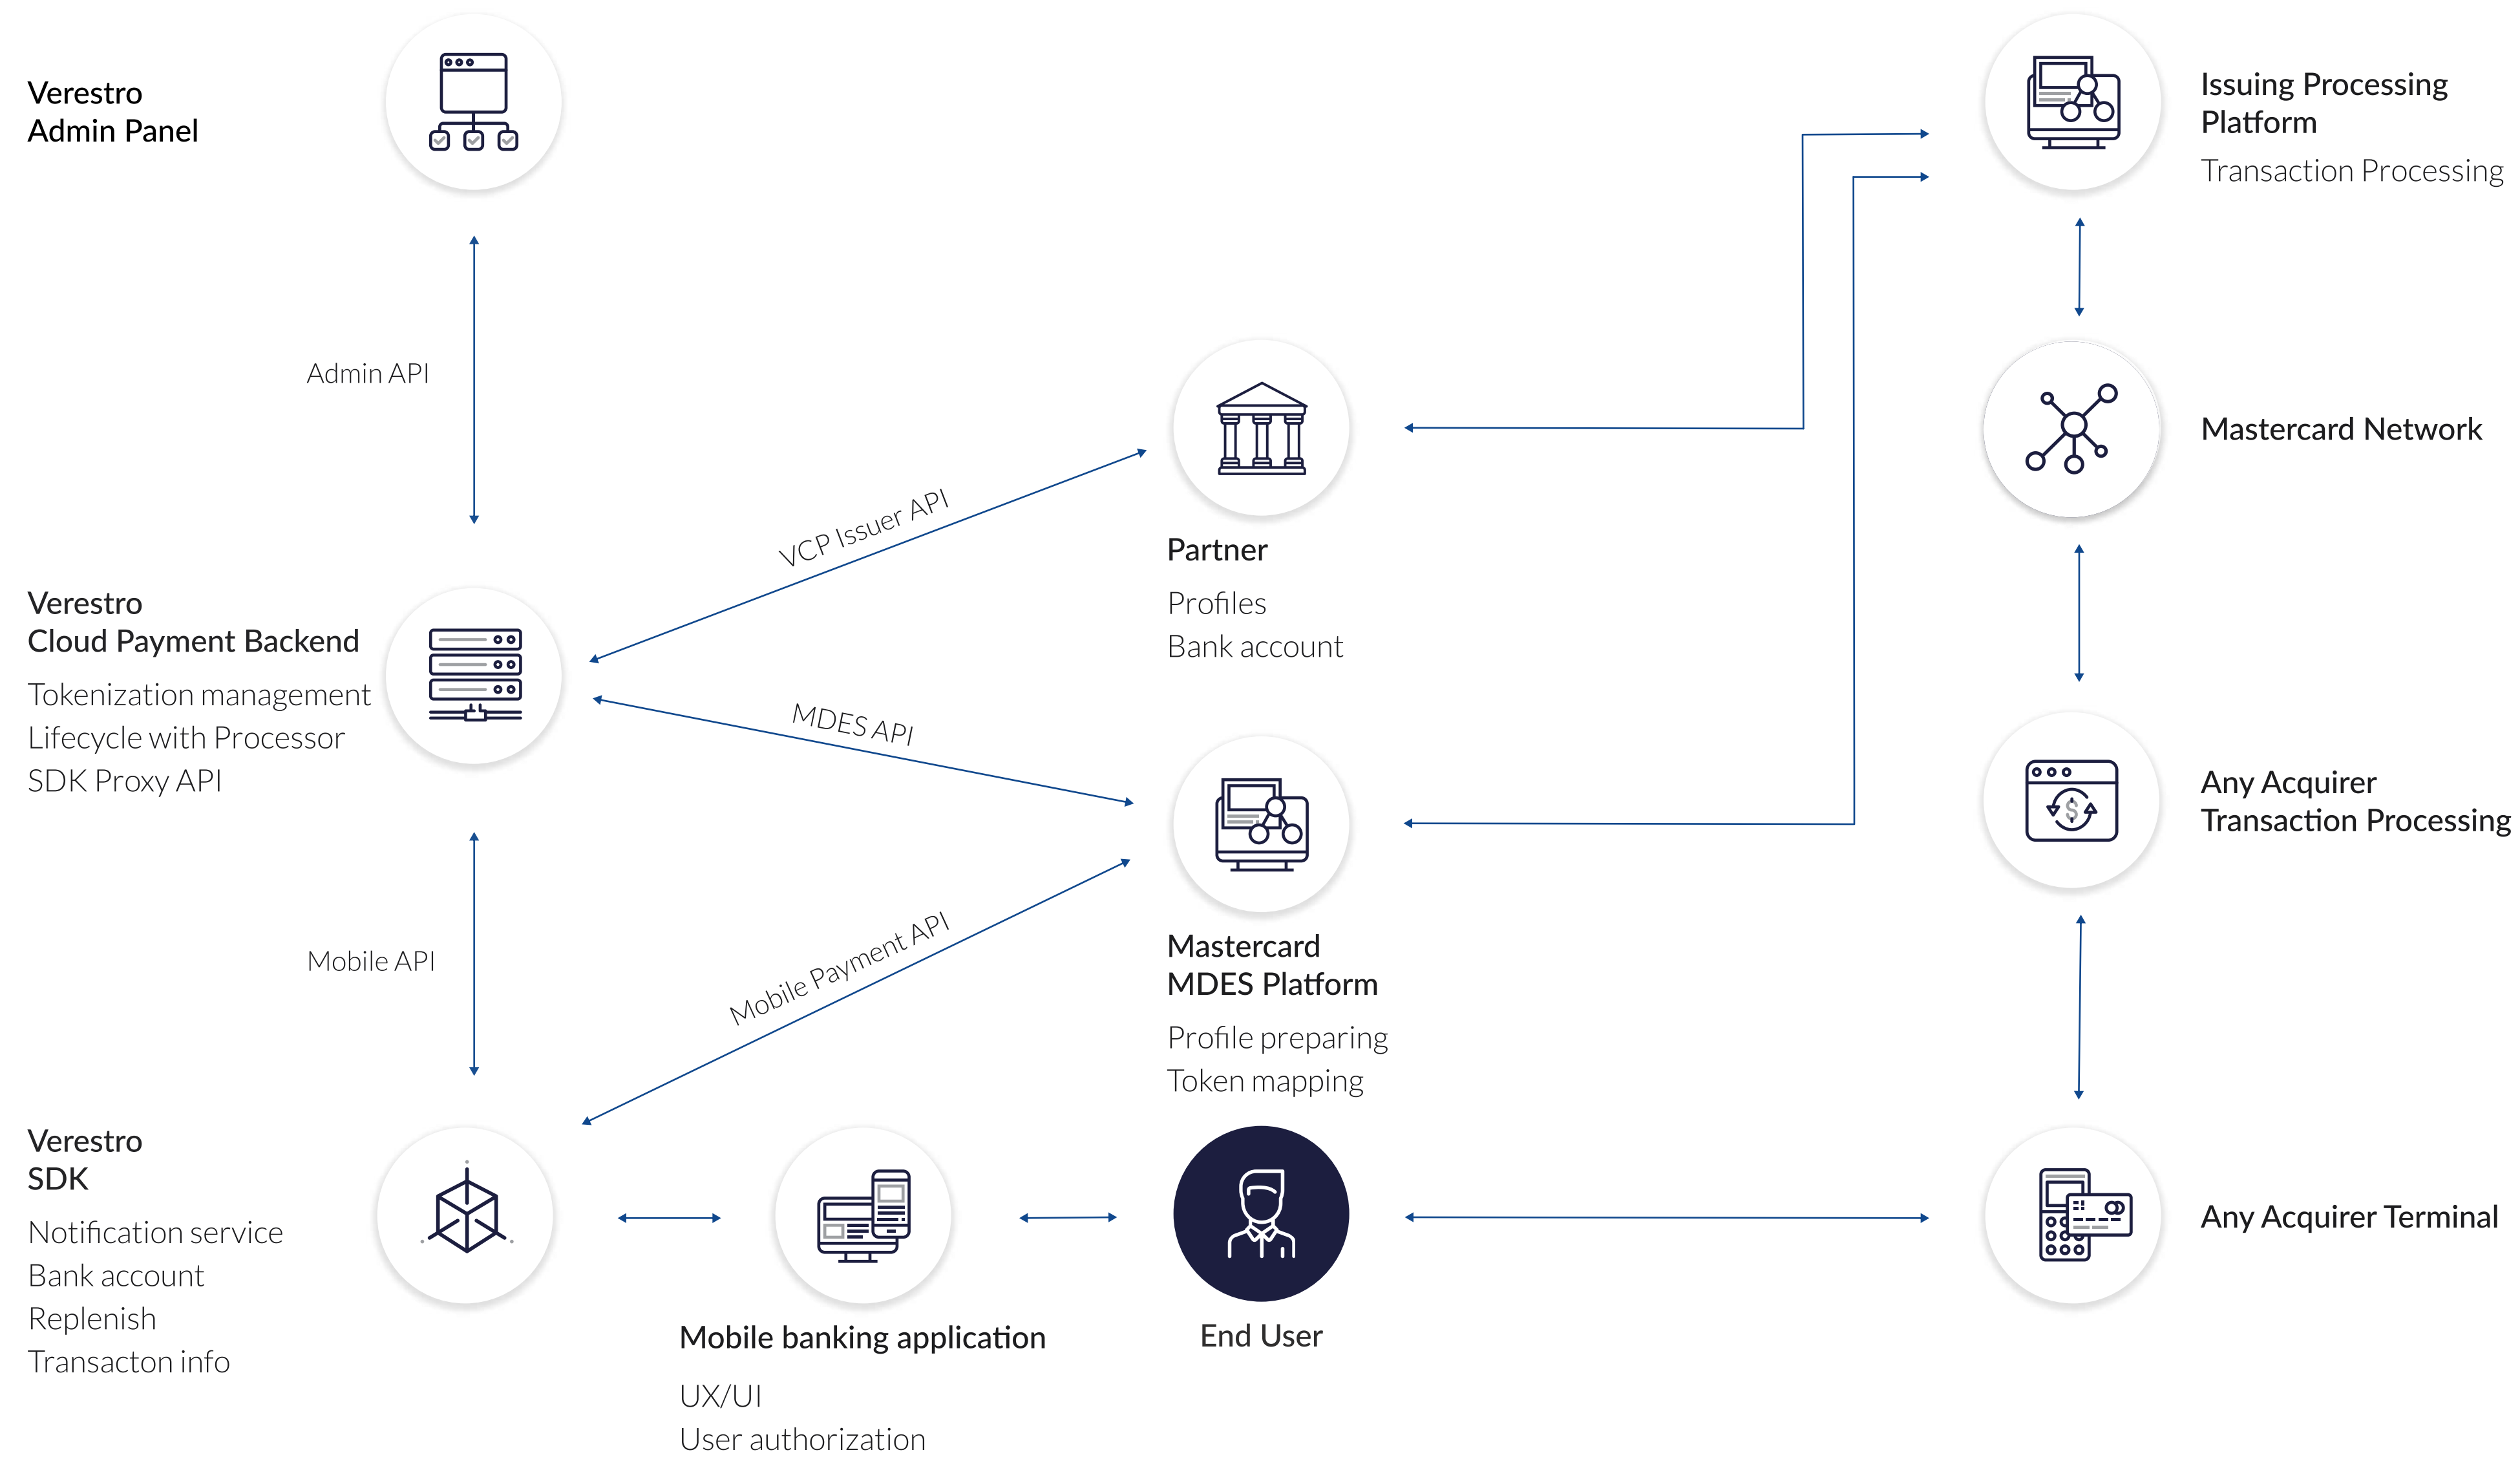 Verestro
Admin Panel
Issuing Processing
Platform
Transaction Processing
Admin API
Mastercard Network
VCP Issuer API
Partner
Profiles
Bank account
Verestro
Cloud Payment Backend
Tokenization management
Lifecycle with Processor
SDK Proxy API
MDES API
Any Acquirer
Transaction Processing
Mobile API
Mobile Payment API
Mastercard
MDES Platform
Profile preparing
Token mapping
Verestro
SDK
Notification service
Bank account
Replenish
Transacton info
Mobile banking application
UX/UI
User authorization
End User
Any Acquirer Terminal
$